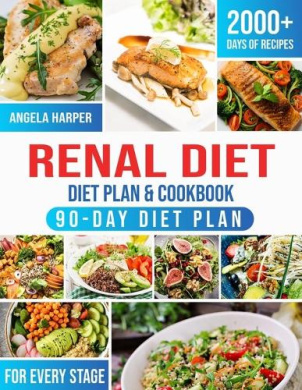 2000+
DAYS OF RECIPES
ANGELA HARPER
RENAL DIET
DIET PLAN & COOKBOOK
90-DAY DIET PLAN
FOR EVERY STAGE